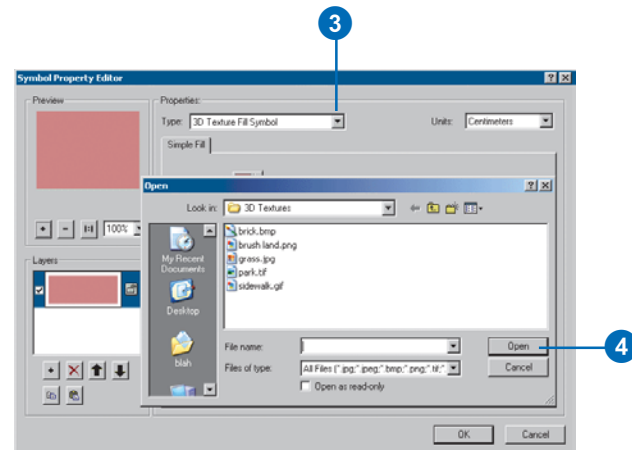 3
Symbol Property Editor
Preview
Properties:
Type: 3D Texture Fill Symbol
Units: Centimeters
Simple Fill
Open
Look in: 3D Textures
100%
My Recent Documents
Desktop
blah
brick.bmp
brush land.png
grass.jpg
park.tif
sidewalk.gif
Layers
File name:
Open
4
Files of type: All Files (*.jpg;*.jpeg;*.bmp;*.png;*.tif;*.
Cancel
Open as read-only
OK
Cancel